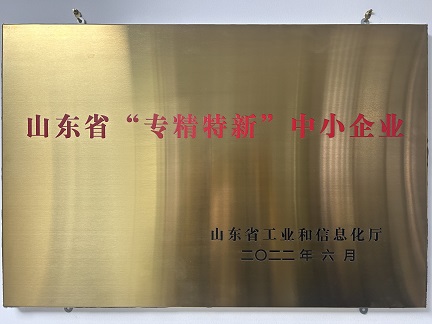 山东省“专精特新”中小企业
山东省工业和信息化厅
二〇二二年六月